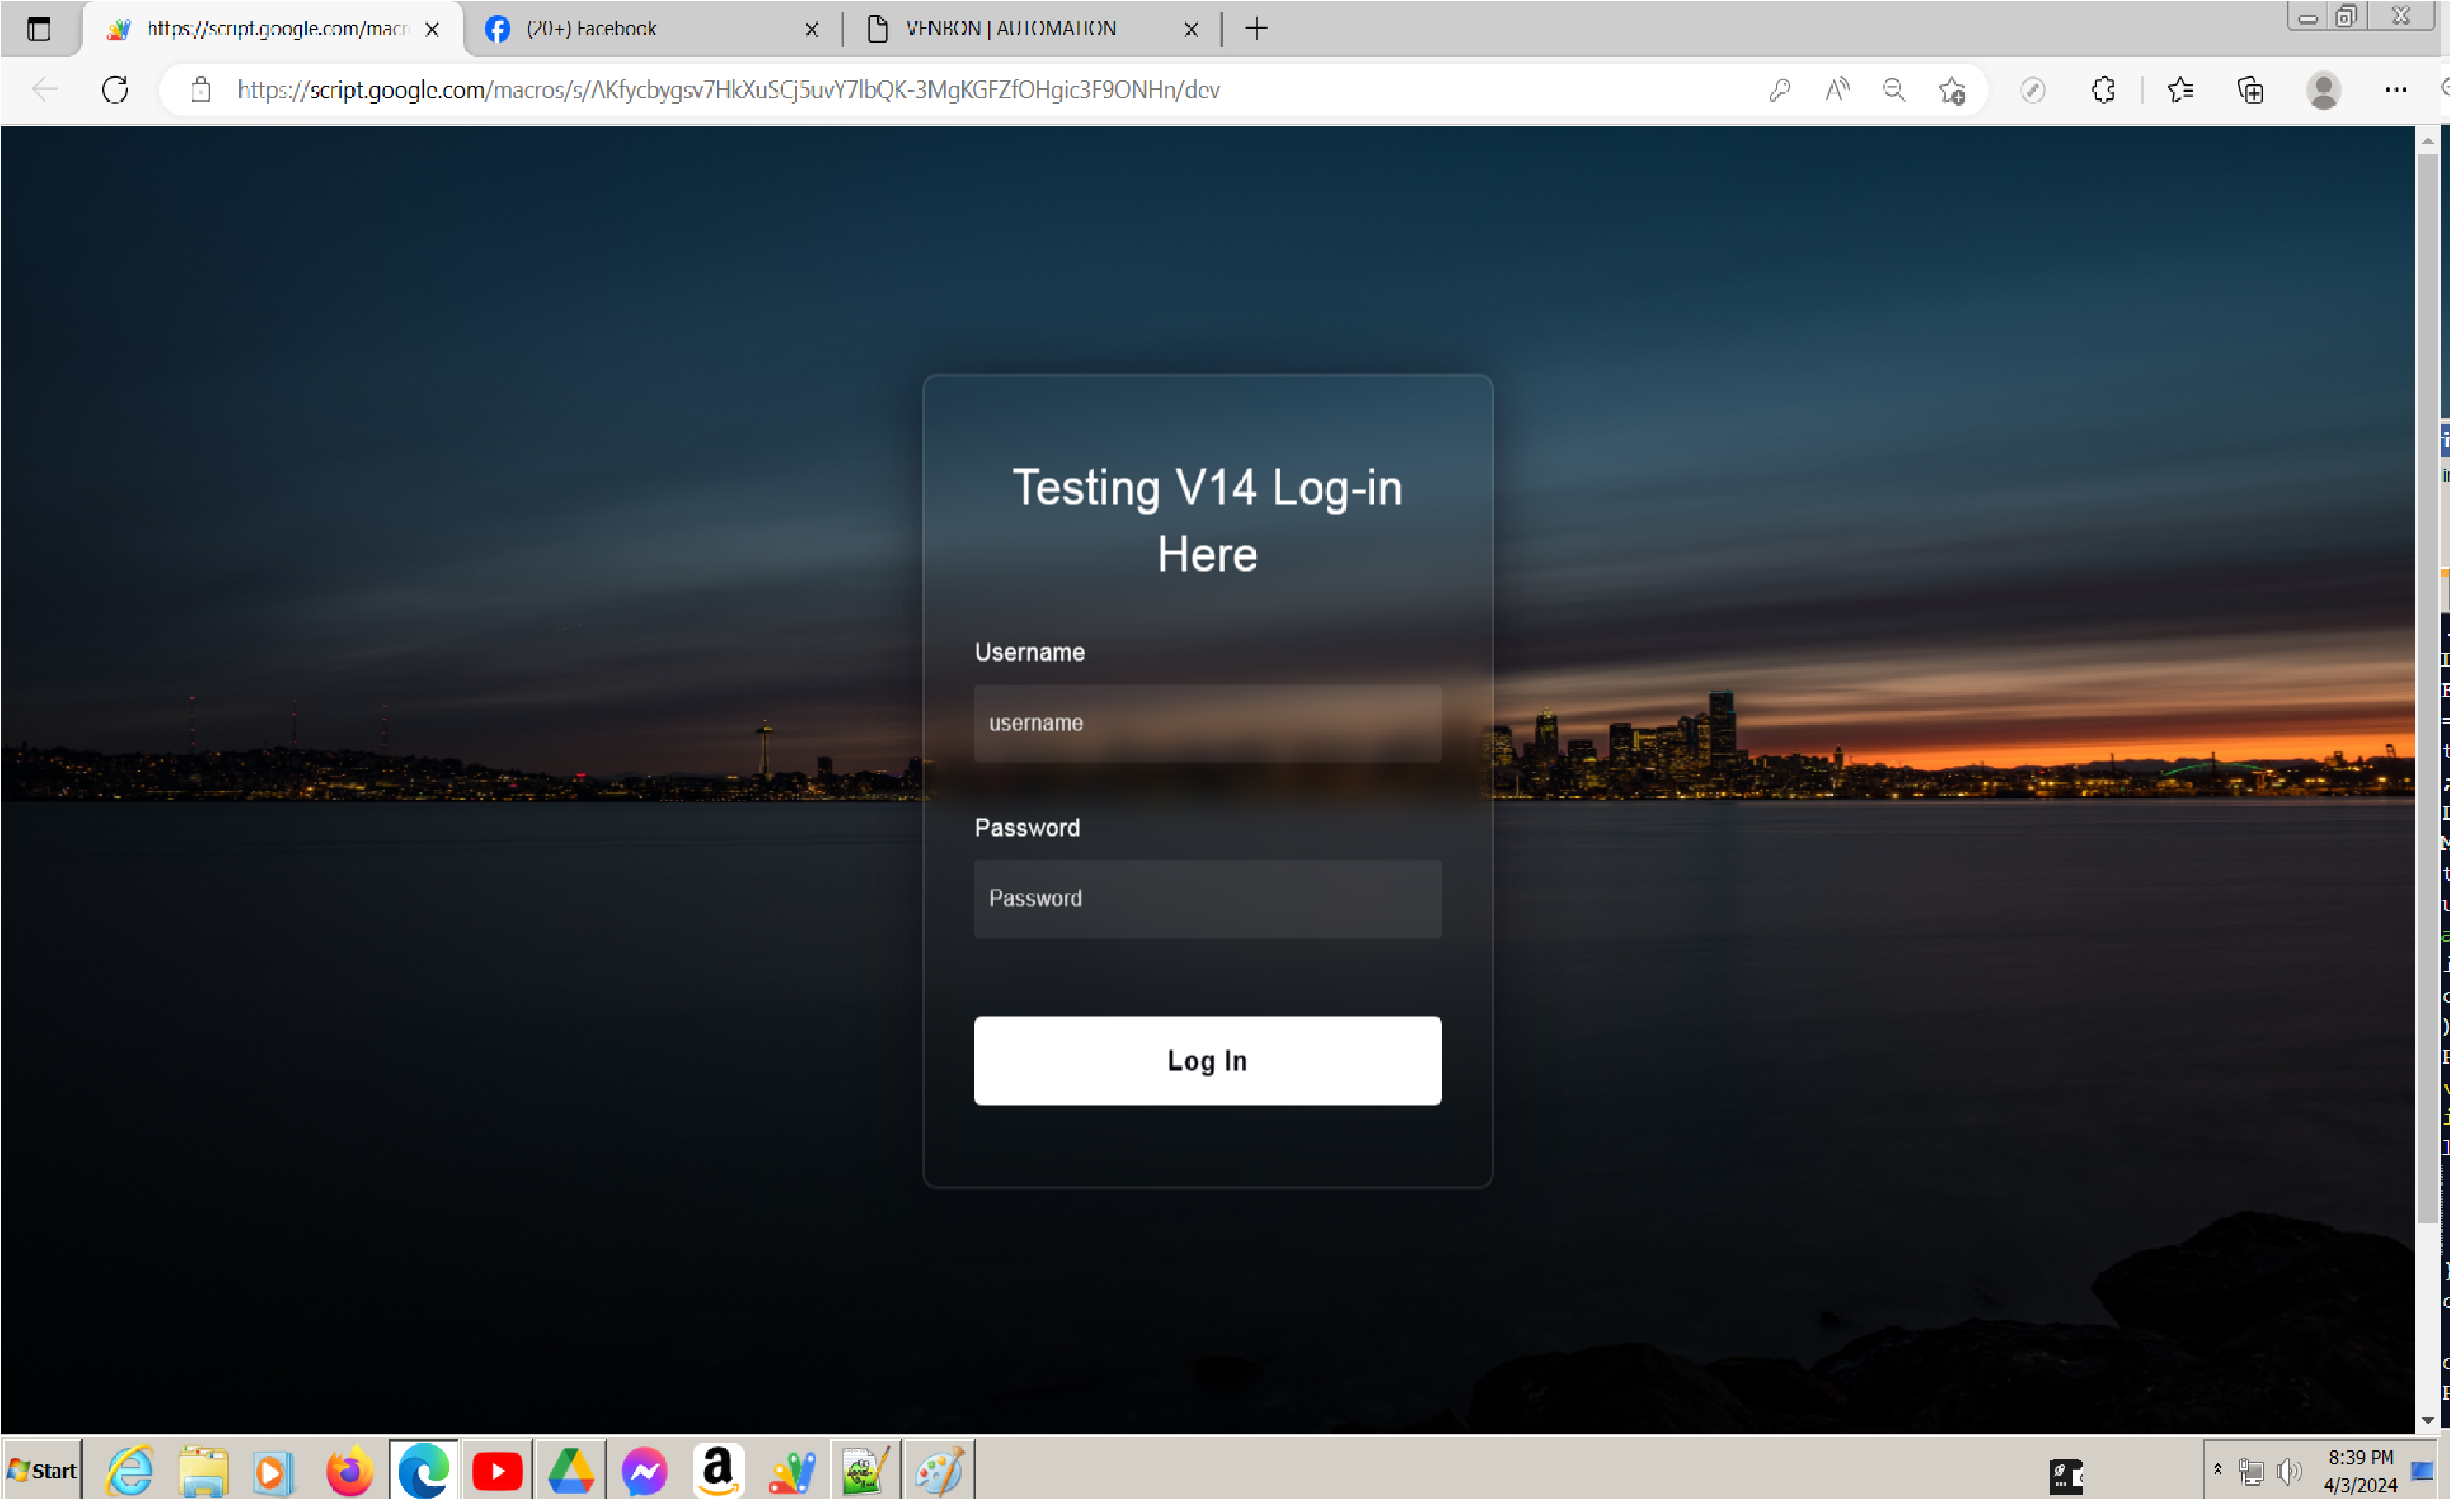 https://script.google.com/macr
(20+) Facebook
VENBON | AUTOMATION
https://script.google.com/macros/s/AKfycbygsv7HkXuSCj5uvY7lbQK-3MgKGFZfOHgic3F9ONHn/dev
Testing V14 Log-in
Here
Username
username
Password
Password
Log In
Start
8:39 PM
4/3/2024